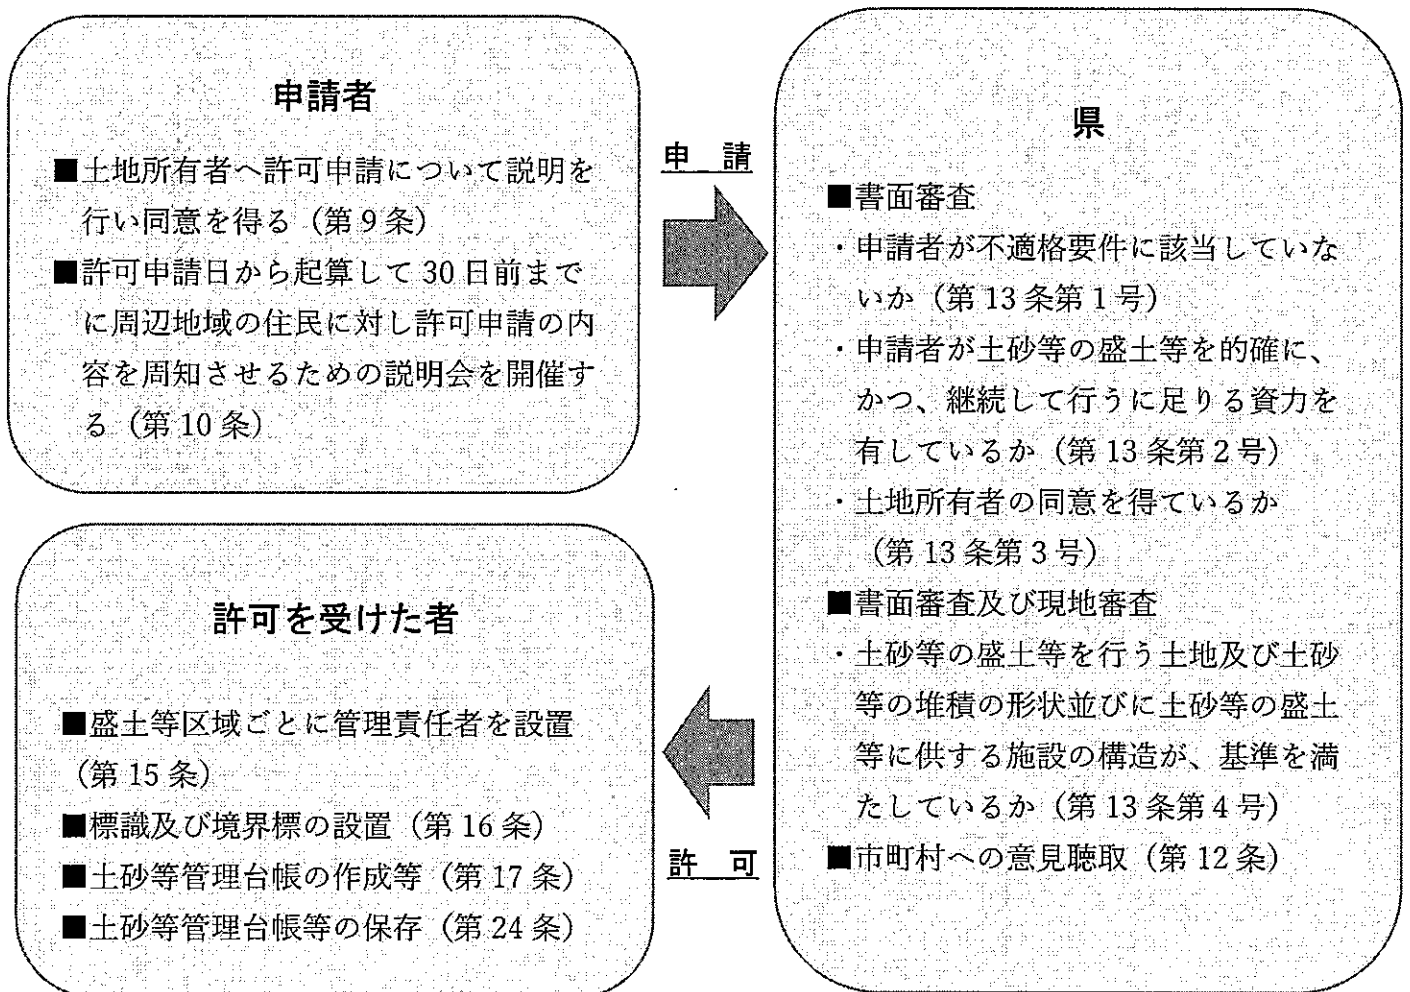 申請者
■土地所有者へ許可申請について説明を
行い同意を得る（第9条）
■許可申請日から起算して30日前まで
に周辺地域の住民に対し許可申請の内
容を周知させるための説明会を開催す
る（第10条）
申　請
県
■書面審査
・申請者が不適格要件に該当していな
いか（第13条第1号）
・申請者が土砂等の盛土等を的確に、
かつ、継続して行うに足りる資力を
有しているか（第13条第2号）
・土地所有者の同意を得ているか
（第13条第3号）
■書面審査及び現地審査
・土砂等の盛土等を行う土地及び土砂
等の堆積の形状並びに土砂等の盛土
等に供する施設の構造が、基準を満
たしているか（第13条第4号）
■市町村への意見聴取（第12条）
許　可
許可を受けた者
■盛土等区域ごとに管理責任者を設置
（第15条）
■標識及び境界標の設置（第16条）
■土砂等管理台帳の作成等（第17条）
■土砂等管理台帳等の保存（第24条）